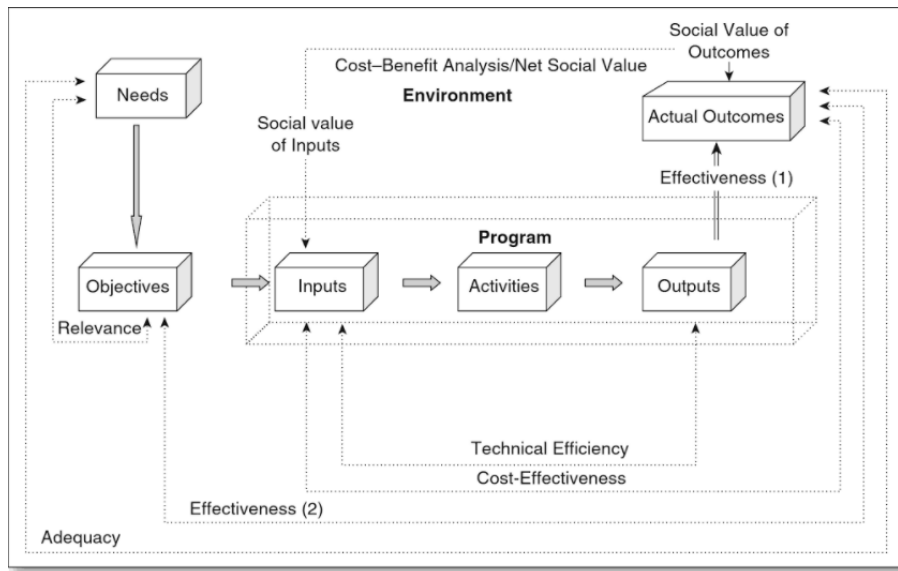 Social Value of
Outcomes
Cost–Benefit Analysis/Net Social Value
Environment
Needs
Actual Outcomes
Social value
of Inputs
Effectiveness (1)
Program
Objectives
Inputs
Activities
Outputs
Relevance
Technical Efficiency
Cost-Effectiveness
Effectiveness (2)
Adequacy